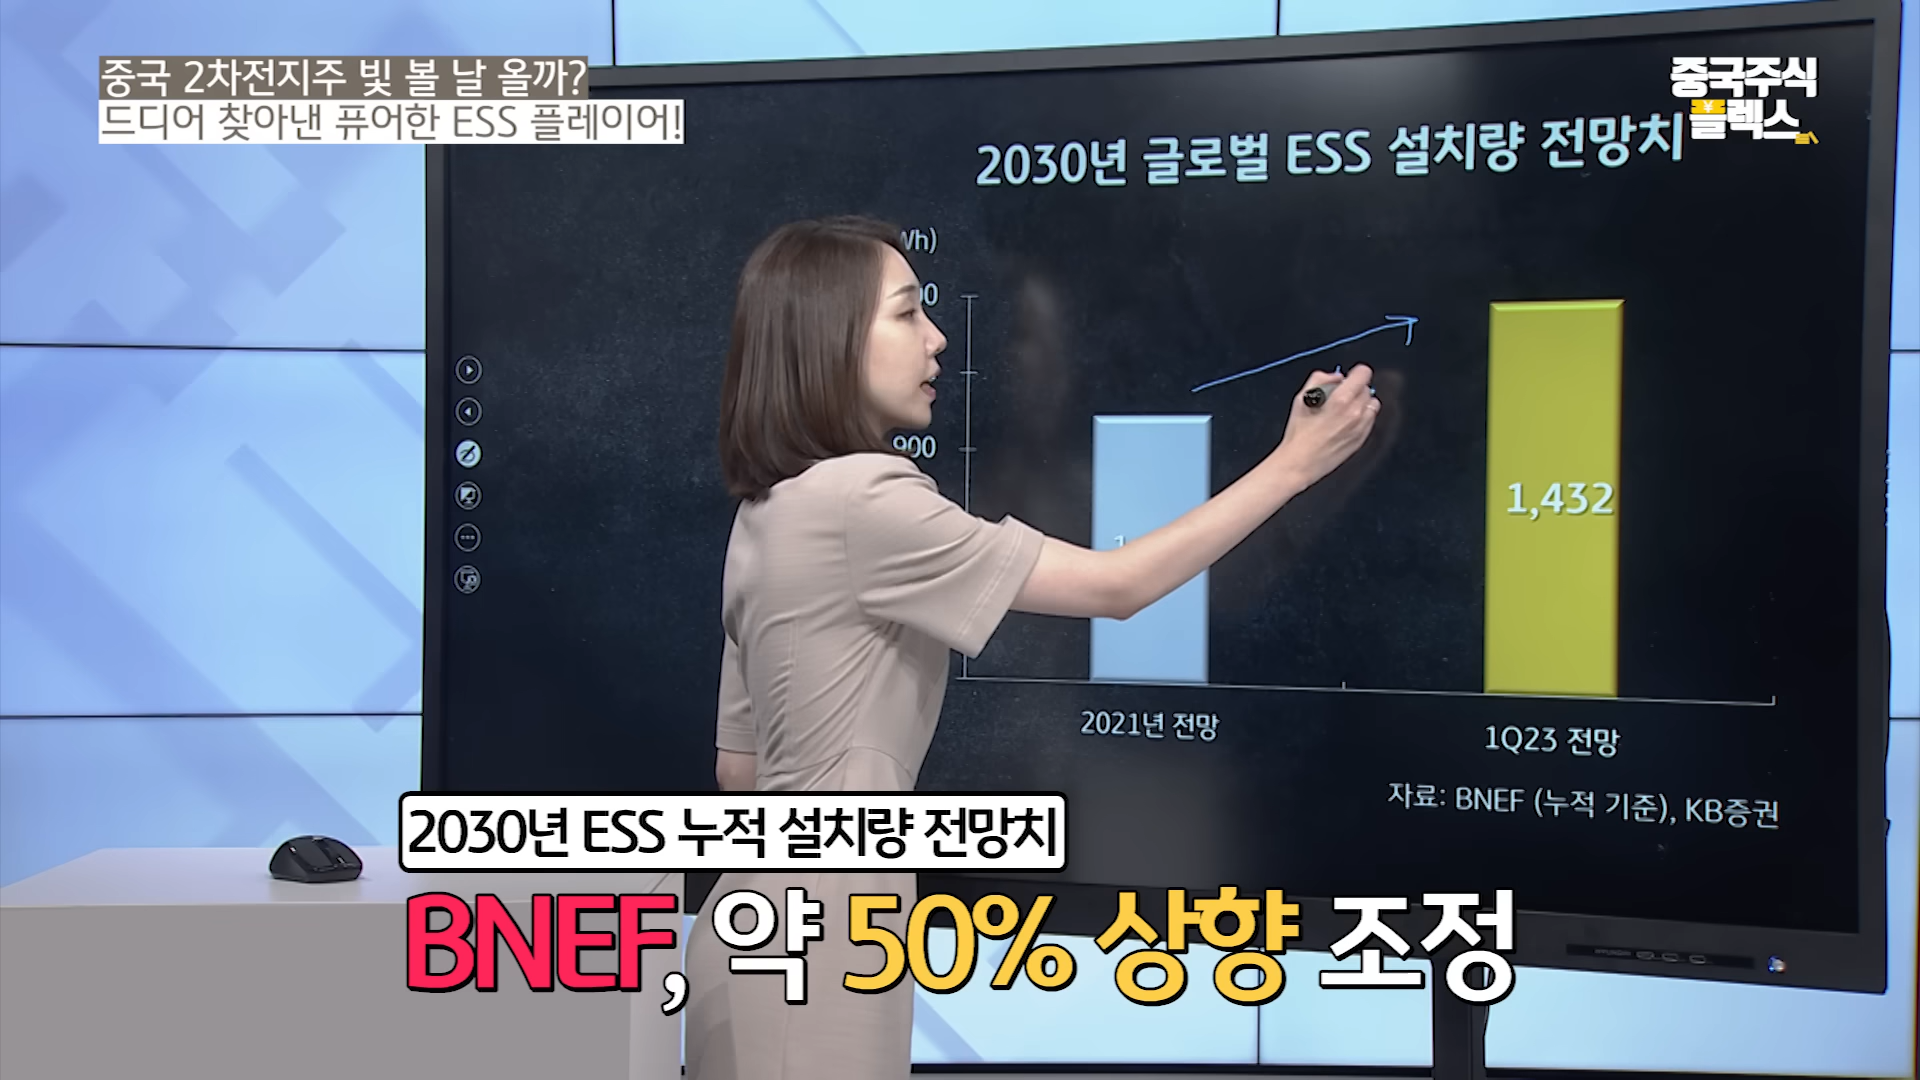 중국 2차전지주 빛 볼 날 올까?
드디어 찾아낸 퓨어한 ESS 플레이어!
중국주식
플렉스
2030년 글로벌 ESS 설치량 전망치
900
1,432
2021년 전망
1Q23 전망
자료: BNEF (누적 기준), KB증권
2030년 ESS 누적 설치량 전망치
BNEF, 약 50% 상향 조정